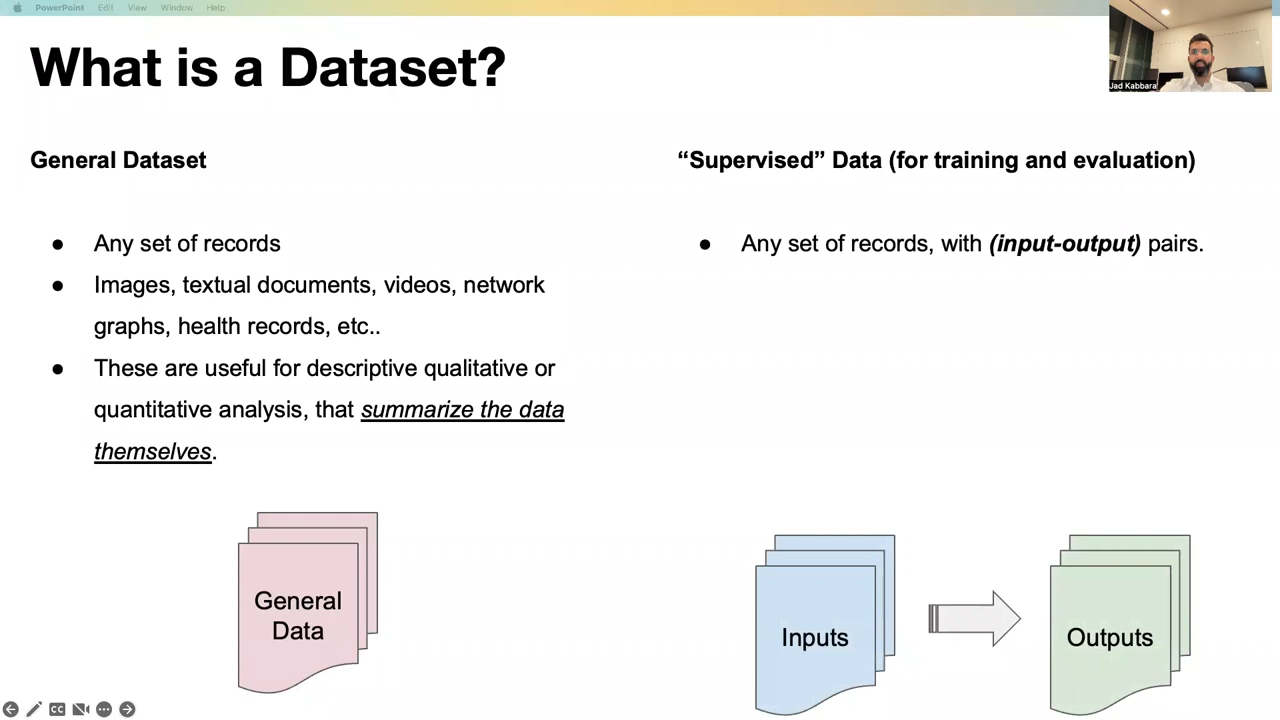 PowerPoint Edit View Window Help
Jad Kabbara
What is a Dataset?
General Dataset
● Any set of records
● Images, textual documents, videos, network
graphs, health records, etc..
● These are useful for descriptive qualitative or
quantitative analysis, that summarize the data
themselves.
General
Data
“Supervised” Data (for training and evaluation)
● Any set of records, with (input-output) pairs.
Inputs
Outputs
CC